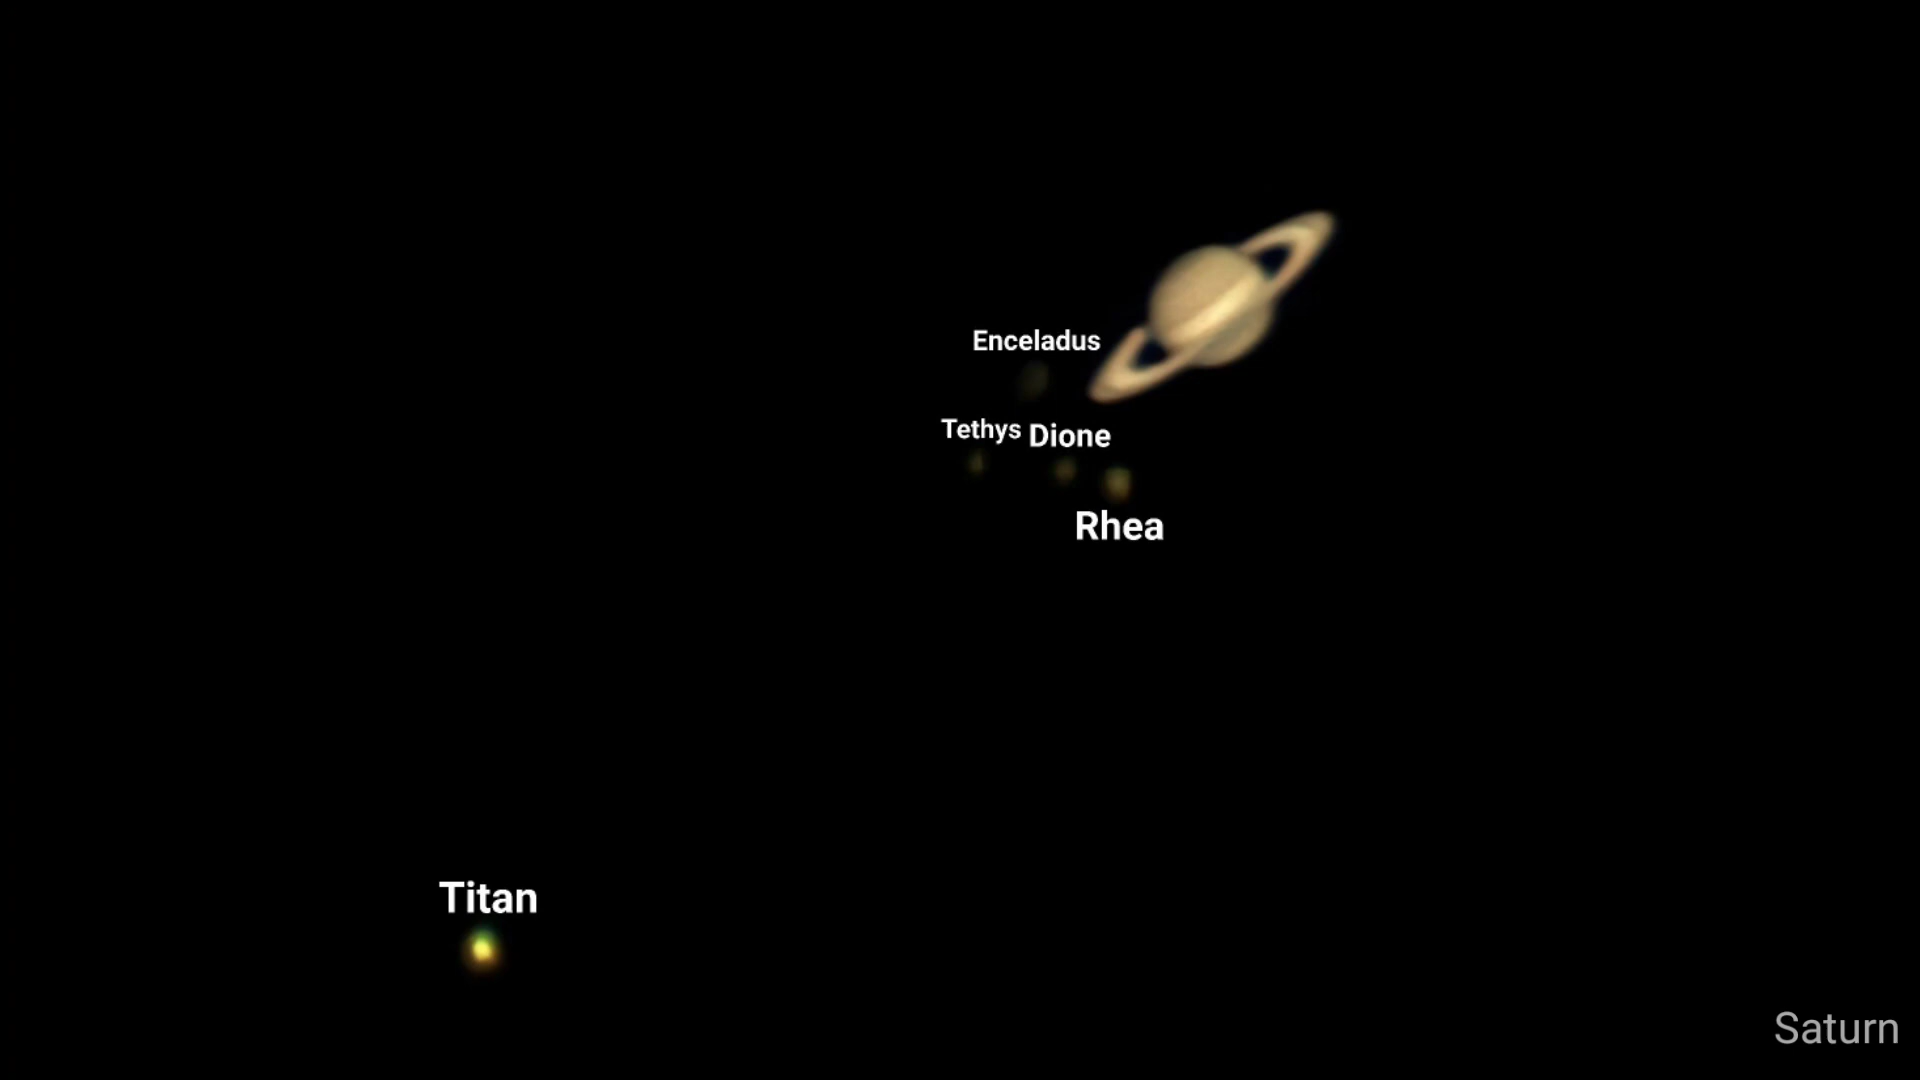 Enceladus
Tethys Dione
Rhea
Titan
Saturn